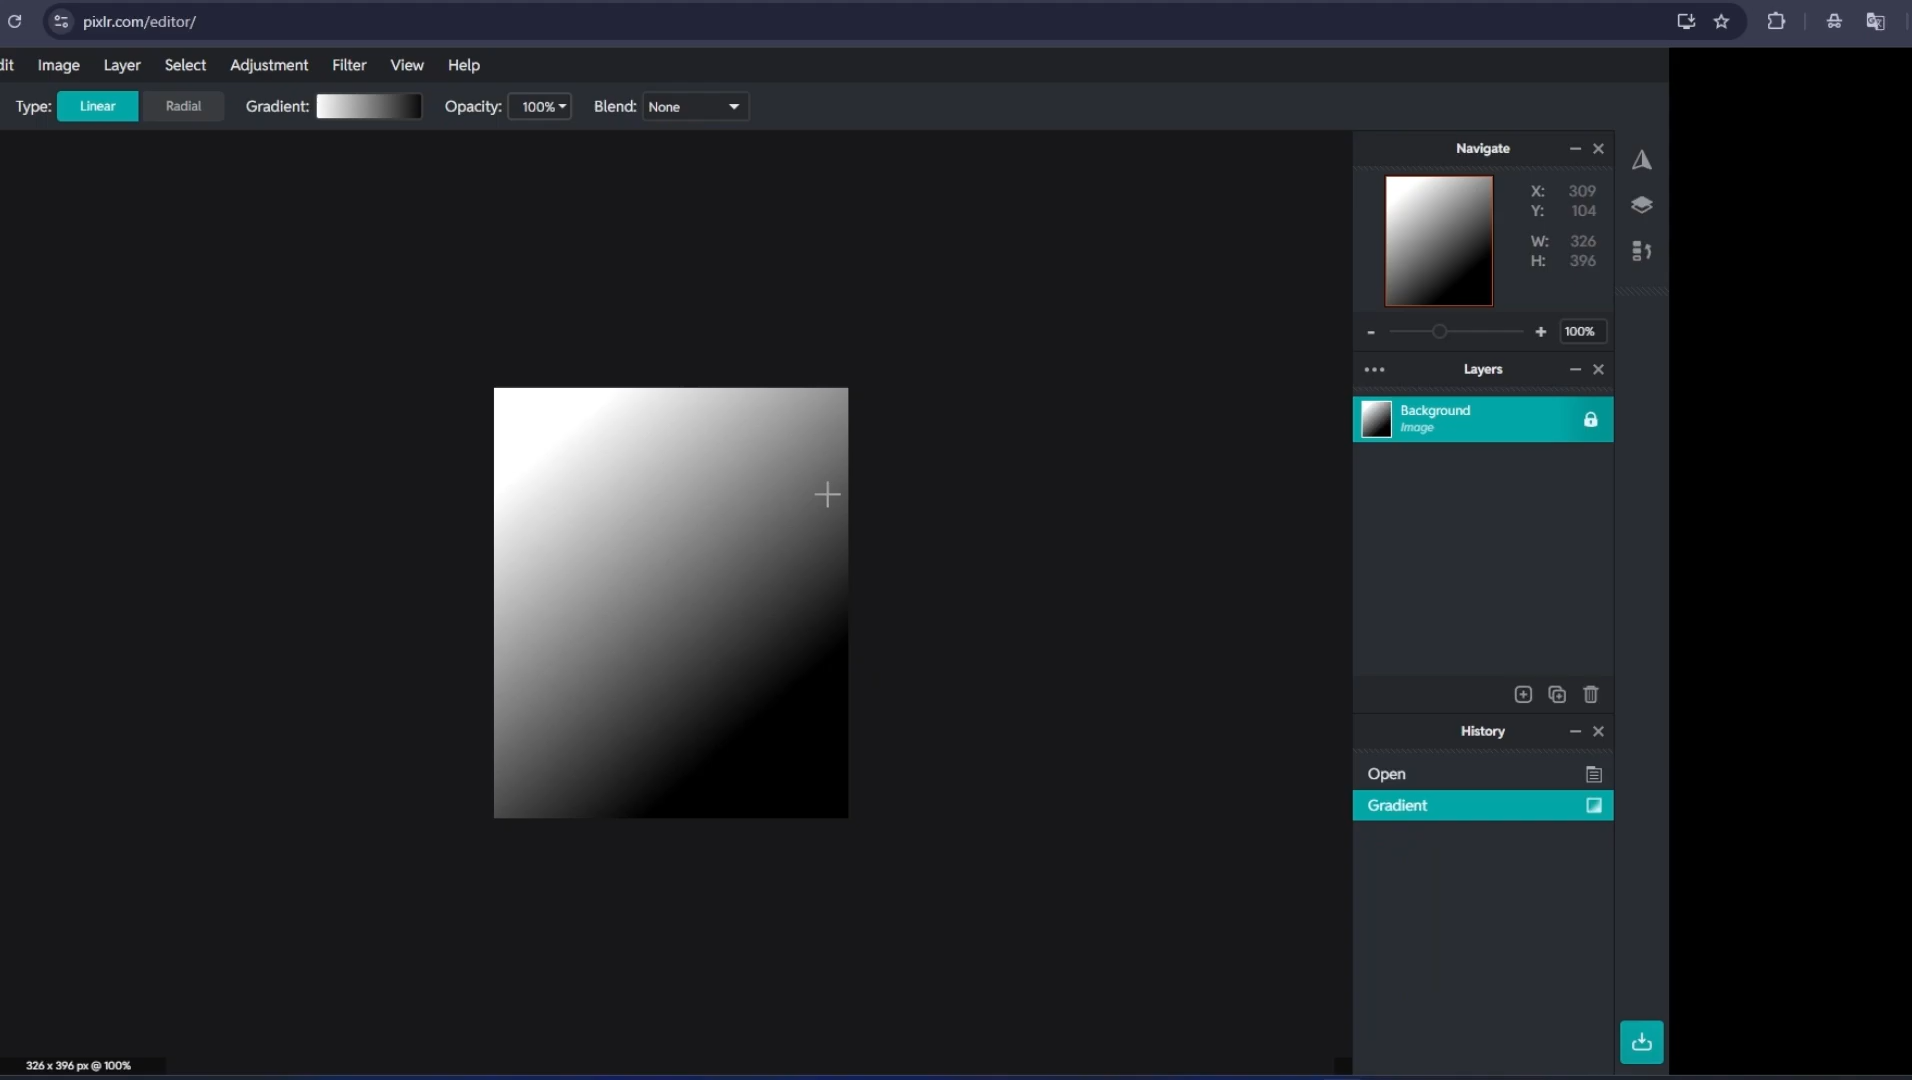 pixlr.com/editor/
dit Image Layer Select Adjustment Filter View Help
Type: Linear Radial Gradient: Opacity: 100% Blend: None
Navigate
X: 309
Y: 104
W: 326
H: 396
- + 100%
Layers
Background
Image
History
Open
Gradient
326 x 396 px @ 100%